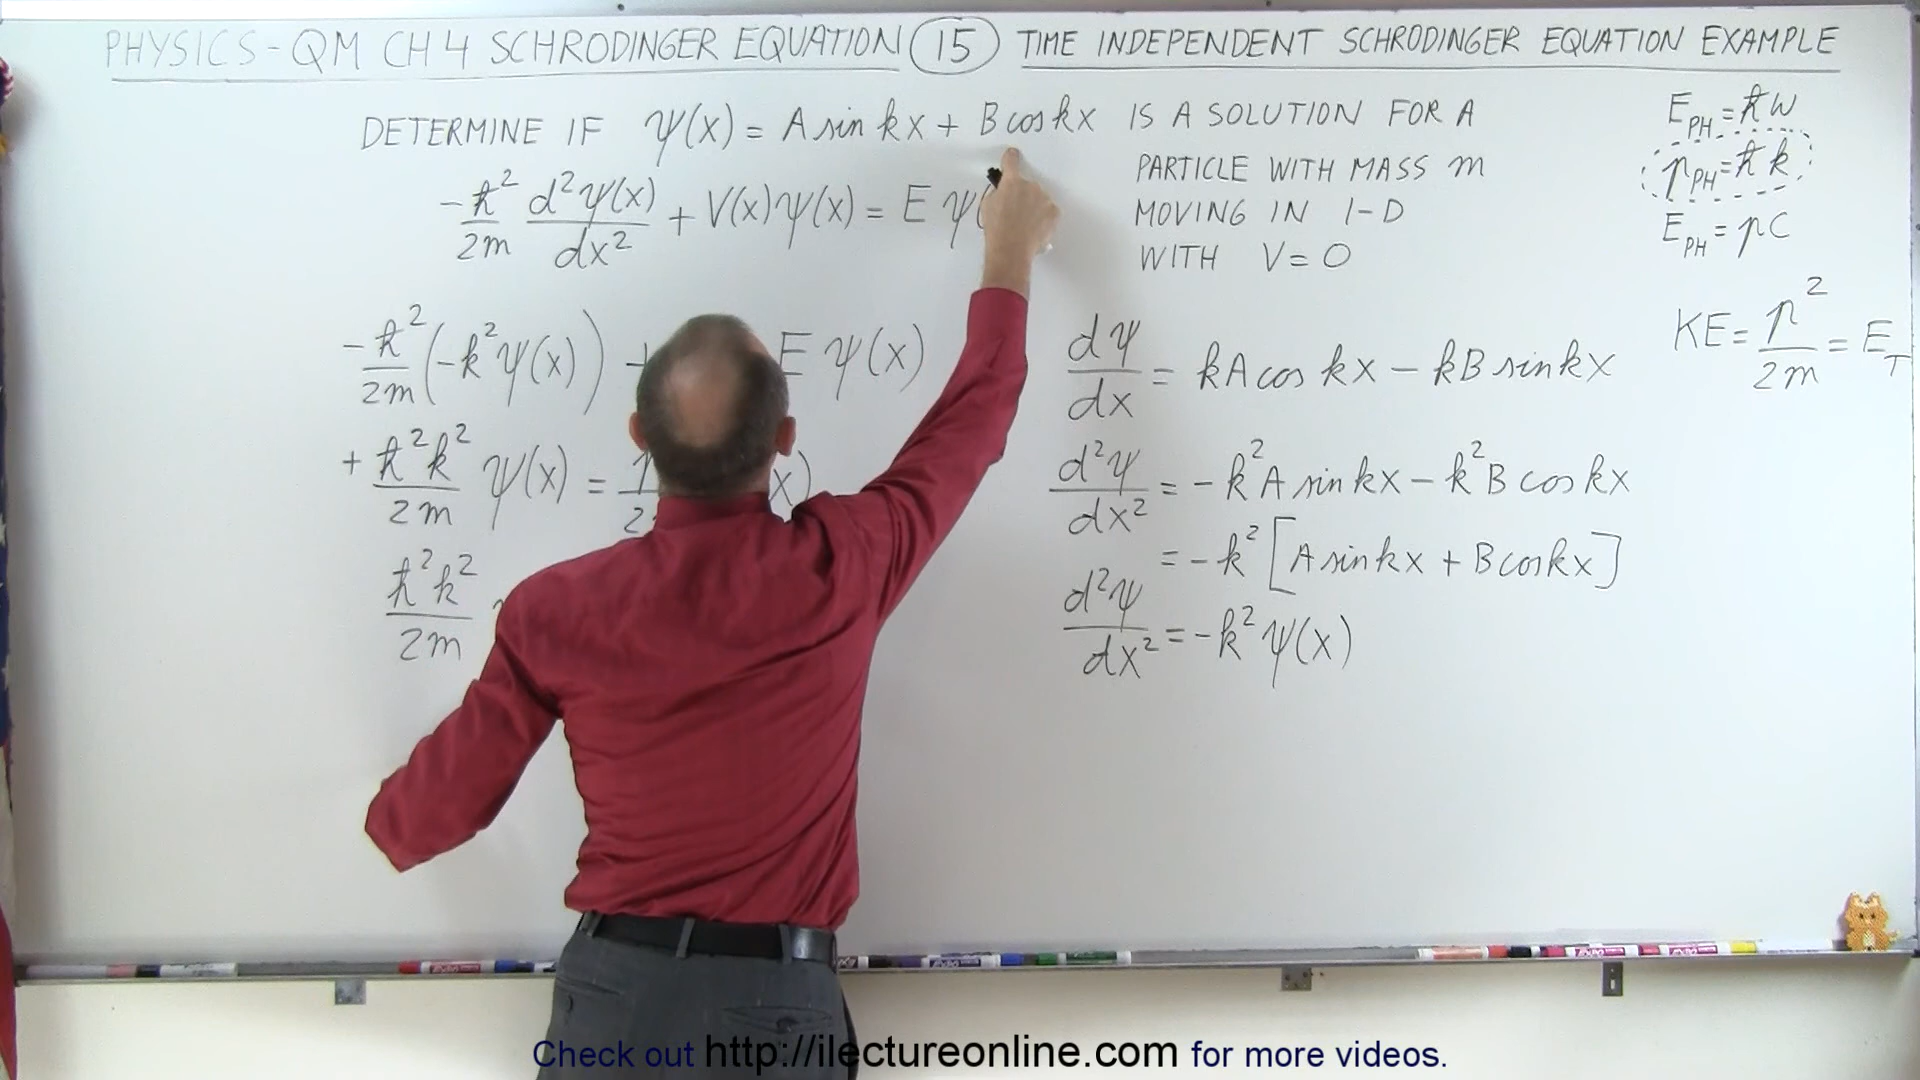 PHYSICS - QM CH 4 SCHRODINGER EQUATION 15 TIME INDEPENDENT SCHRODINGER EQUATION EXAMPLE
DETERMINE IF ψ(x) = A sin kx + B cos kx IS A SOLUTION FOR A
PARTICLE WITH MASS m
MOVING IN 1-D
WITH V = 0
-ħ²/2m d²ψ(x)/dx² + V(x)ψ(x) = E ψ(
-ħ²/2m (-k²ψ(x)) + E ψ(x)
+ ħ²k²/2m ψ(x) = x)
ħ²k²/2m
dψ/dx = kA cos kx - kB sin kx
d²ψ/dx² = -k²A sin kx - k²B cos kx
= -k² [A sin kx + B cos kx]
d²ψ/dx² = -k² ψ(x)
E_PH = ħω
p_PH = ħk
E_PH = pc
KE = p²/2m = E_T
Check out http://ilectureonline.com for more videos.